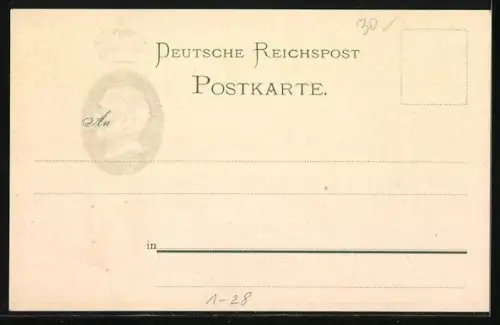 30
DEUTSCHE REICHSPOST
POSTKARTE.
An
in
1-28